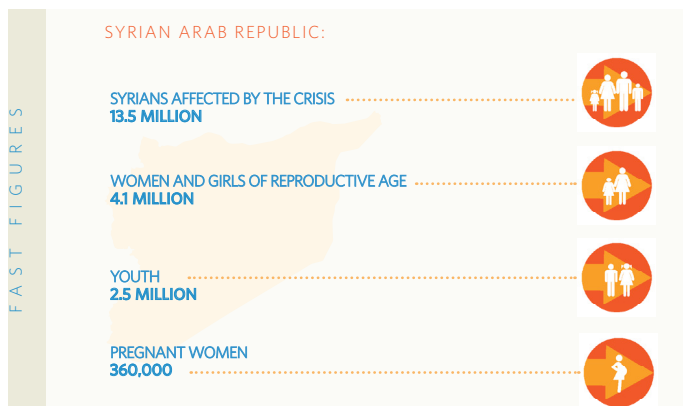 SYRIAN ARAB REPUBLIC:
FAST FIGURES
SYRIANS AFFECTED BY THE CRISIS
13.5 MILLION
WOMEN AND GIRLS OF REPRODUCTIVE AGE
4.1 MILLION
YOUTH
2.5 MILLION
PREGNANT WOMEN
360,000